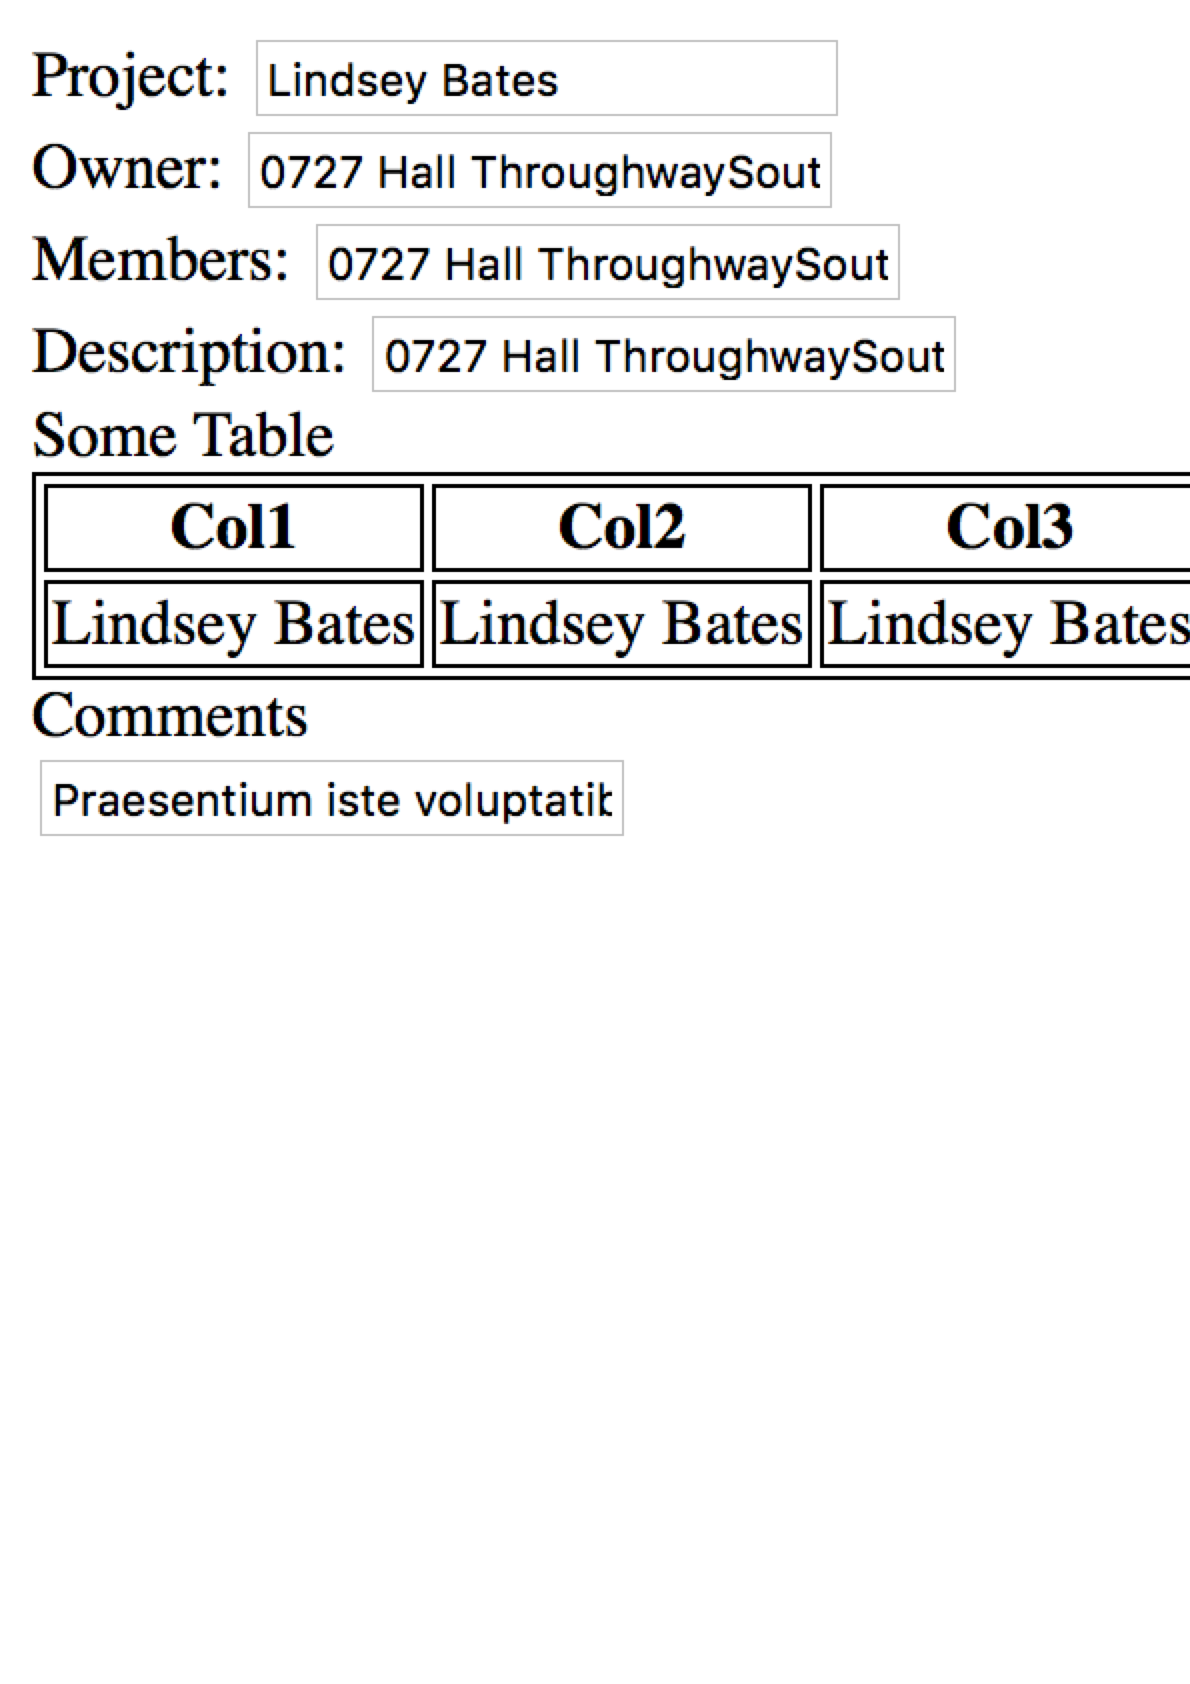 Project: Lindsey Bates
Owner: 0727 Hall ThroughwaySout
Members: 0727 Hall ThroughwaySout
Description: 0727 Hall ThroughwaySout
Some Table
Col1 Col2 Col3
Lindsey Bates Lindsey Bates Lindsey Bates
Comments
Praesentium iste voluptatib